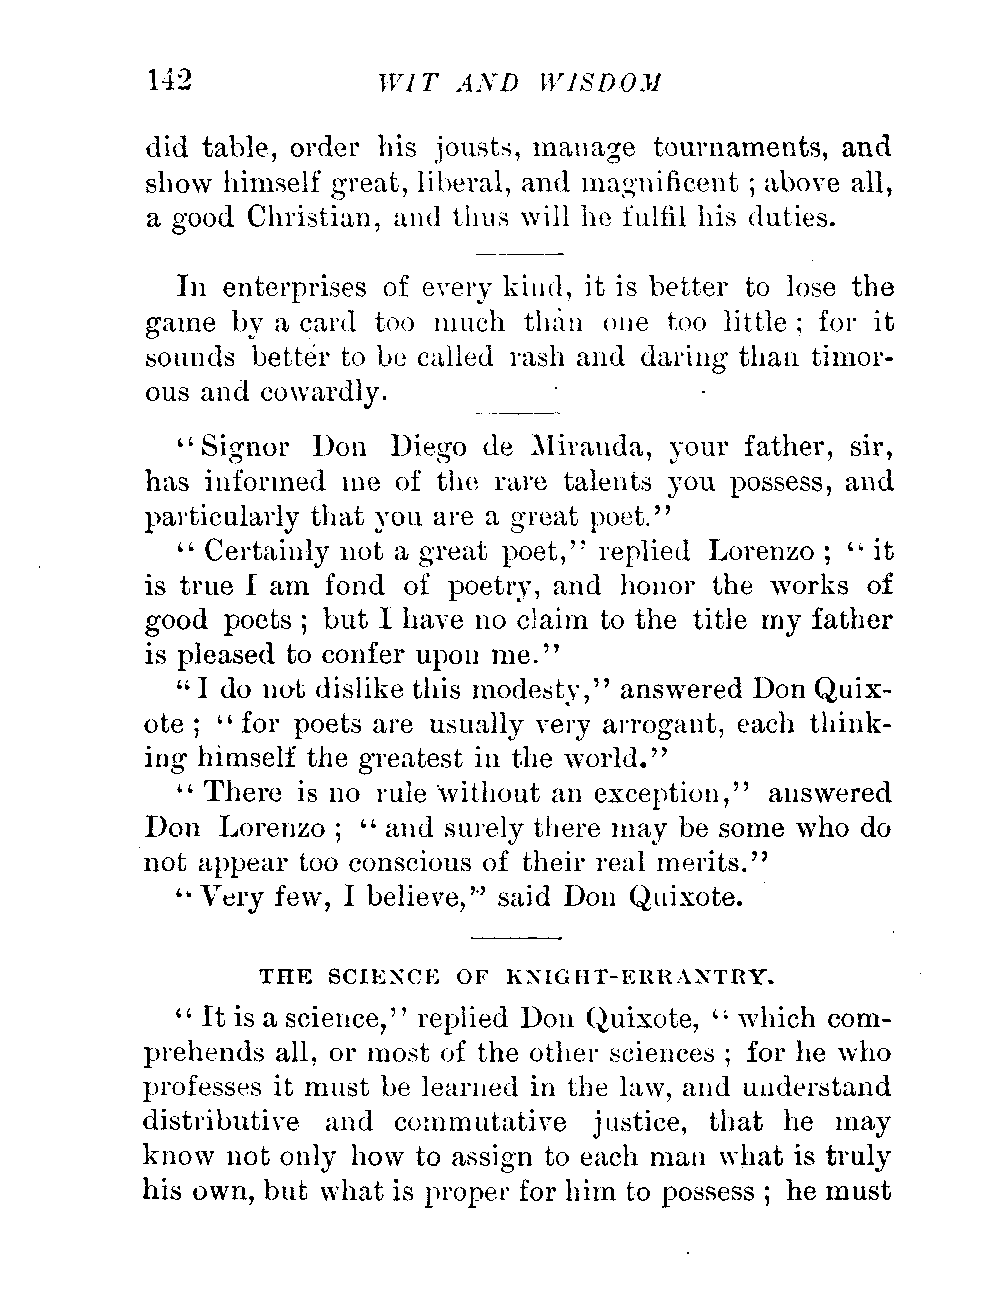 142 WIT AND WISDOM
did table, order his jousts, manage tournaments, and
show himself great, liberal, and magnificent ; above all,
a good Christian, and thus will he fulfil his duties.
In enterprises of every kind, it is better to lose the
game by a card too much than one too little ; for it
sounds better to be called rash and daring than timor-
ous and cowardly.
“ Signor Don Diego de Miranda, your father, sir,
has informed me of the rare talents you possess, and
particularly that you are a great poet.”
“ Certainly not a great poet,” replied Lorenzo ; “ it
is true I am fond of poetry, and honor the works of
good poets ; but I have no claim to the title my father
is pleased to confer upon me.”
“ I do not dislike this modesty,” answered Don Quix-
ote ; “ for poets are usually very arrogant, each think-
ing himself the greatest in the world.”
“ There is no rule without an exception,” answered
Don Lorenzo ; “ and surely there may be some who do
not appear too conscious of their real merits.”
“ Very few, I believe,” said Don Quixote.
THE SCIENCE OF KNIGHT-ERRANTRY.
“ It is a science,” replied Don Quixote, “ which com-
prehends all, or most of the other sciences ; for he who
professes it must be learned in the law, and understand
distributive and commutative justice, that he may
know not only how to assign to each man what is truly
his own, but what is proper for him to possess ; he must